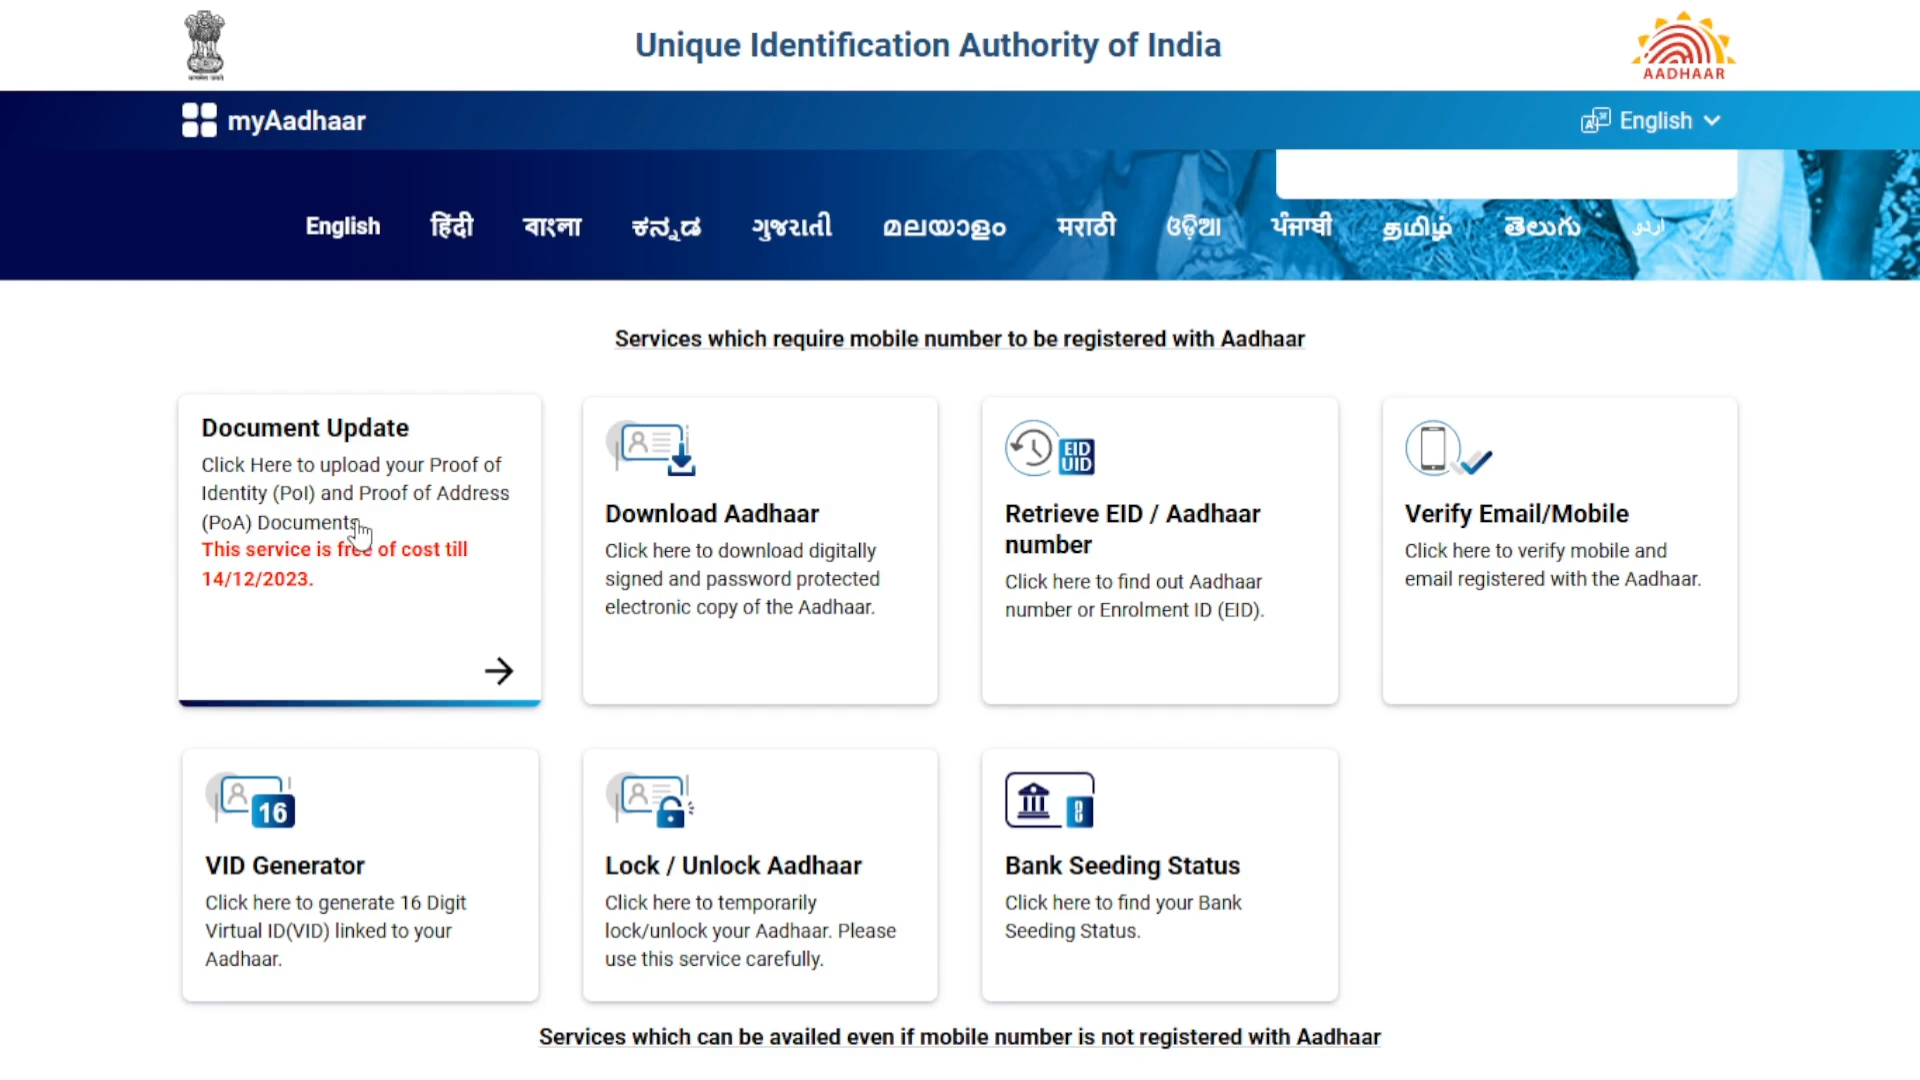 Unique Identification Authority of India
AADHAAR
myAadhaar
English
English हिंदी বাংলা ಕನ್ನಡ ગુજરાતી മലയാളം मराठी ଓଡ଼ିଆ ਪੰਜਾਬੀ தமிழ் తెలుగు اردو
Services which require mobile number to be registered with Aadhaar
Document Update
Click Here to upload your Proof of
Identity (PoI) and Proof of Address
(PoA) Documents
This service is free of cost till
14/12/2023.
Download Aadhaar
Click here to download digitally
signed and password protected
electronic copy of the Aadhaar.
EID
UID
Retrieve EID / Aadhaar
number
Click here to find out Aadhaar
number or Enrolment ID (EID).
Verify Email/Mobile
Click here to verify mobile and
email registered with the Aadhaar.
16
VID Generator
Click here to generate 16 Digit
Virtual ID(VID) linked to your
Aadhaar.
Lock / Unlock Aadhaar
Click here to temporarily
lock/unlock your Aadhaar. Please
use this service carefully.
Bank Seeding Status
Click here to find your Bank
Seeding Status.
Services which can be availed even if mobile number is not registered with Aadhaar